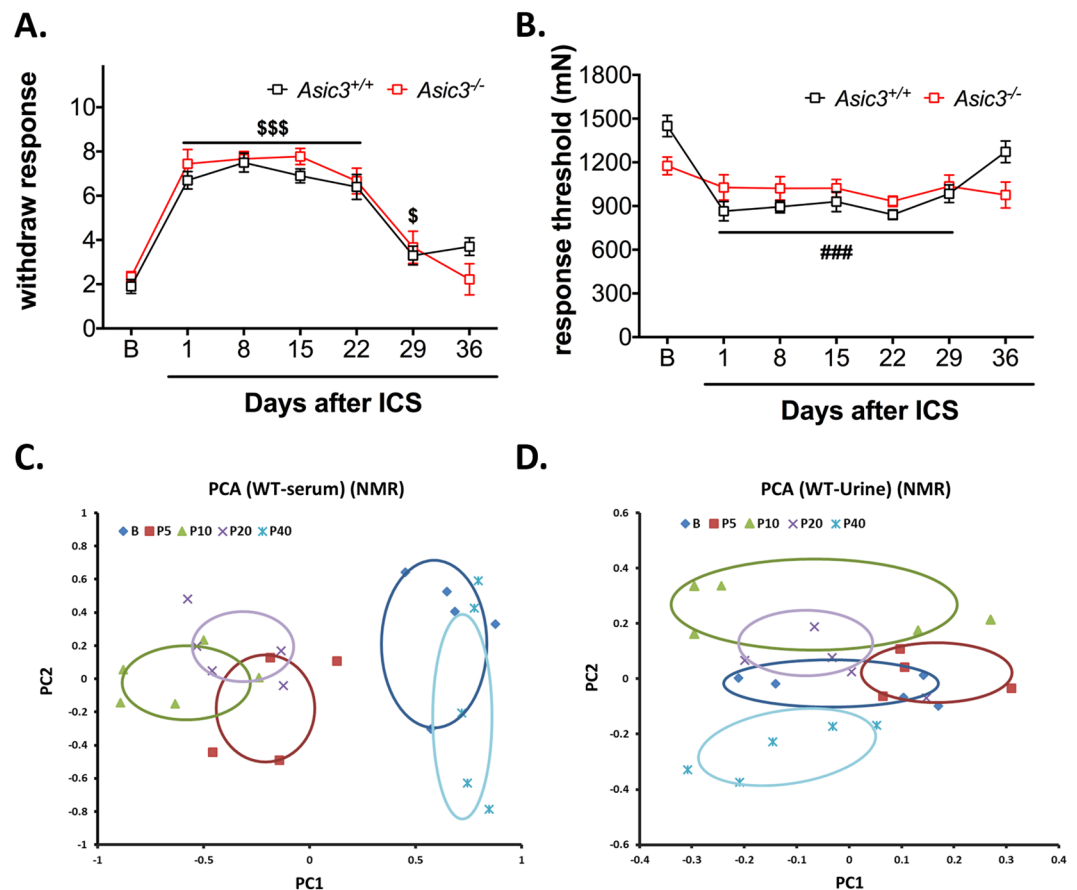 A.
withdraw response
10
8
6
4
2
0
Asic3+/+ Asic3-/-
$$$
$
B 1 8 15 22 29 36
Days after ICS
B.
response threshold (mN)
1800
1500
1200
900
600
300
0
Asic3+/+ Asic3-/-
###
B 1 8 15 22 29 36
Days after ICS
C.
PCA (WT-serum) (NMR)
B P5 P10 P20 P40
PC2
1
0.8
0.6
0.4
0.2
0
-0.2
-0.4
-0.6
-0.8
-1
-1 -0.5 0 0.5 1
PC1
D.
PCA (WT-Urine) (NMR)
B P5 P10 P20 P40
PC2
0.6
0.4
0.2
0
-0.2
-0.4
-0.6
-0.4 -0.3 -0.2 -0.1 0 0.1 0.2 0.3 0.4
PC1